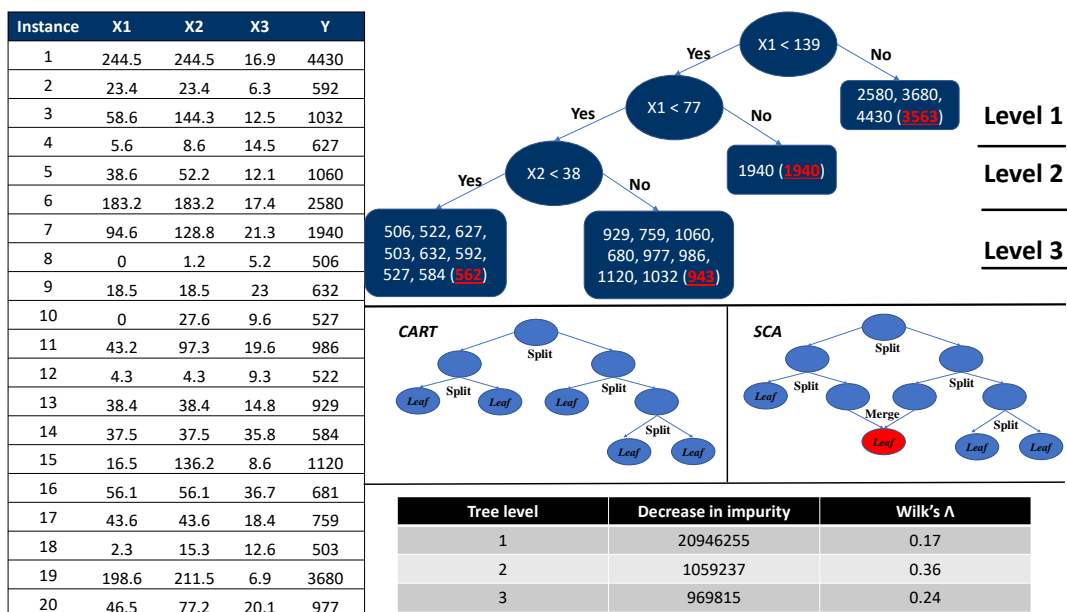 Instance X1 X2 X3 Y
1 244.5 244.5 16.9 4430
2 23.4 23.4 6.3 592
3 58.6 144.3 12.5 1032
4 5.6 8.6 14.5 627
5 38.6 52.2 12.1 1060
6 183.2 183.2 17.4 2580
7 94.6 128.8 21.3 1940
8 0 1.2 5.2 506
9 18.5 18.5 23 632
10 0 27.6 9.6 527
11 43.2 97.3 19.6 986
12 4.3 4.3 9.3 522
13 38.4 38.4 14.8 929
14 37.5 37.5 35.8 584
15 16.5 136.2 8.6 1120
16 56.1 56.1 36.7 681
17 43.6 43.6 18.4 759
18 2.3 15.3 12.6 503
19 198.6 211.5 6.9 3680
20 46.5 77.2 20.1 977
X1 < 139
Yes
No
X1 < 77
2580, 3680,
4430 (3563)
Level 1
Yes
No
X2 < 38
1940 (1940)
Level 2
Yes
No
506, 522, 627,
503, 632, 592,
527, 584 (562)
929, 759, 1060,
680, 977, 986,
1120, 1032 (943)
Level 3
CART
Split
Split
Split
Leaf
Leaf
Leaf
Split
Leaf
Leaf
SCA
Split
Split
Split
Leaf
Merge
Leaf
Split
Leaf
Leaf
Tree level Decrease in impurity Wilk's Λ
1 20946255 0.17
2 1059237 0.36
3 969815 0.24